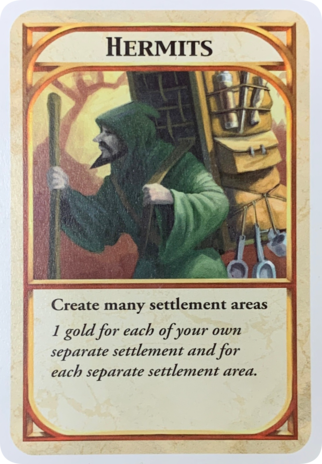 HERMITS
Create many settlement areas
1 gold for each of your own
separate settlement and for
each separate settlement area.